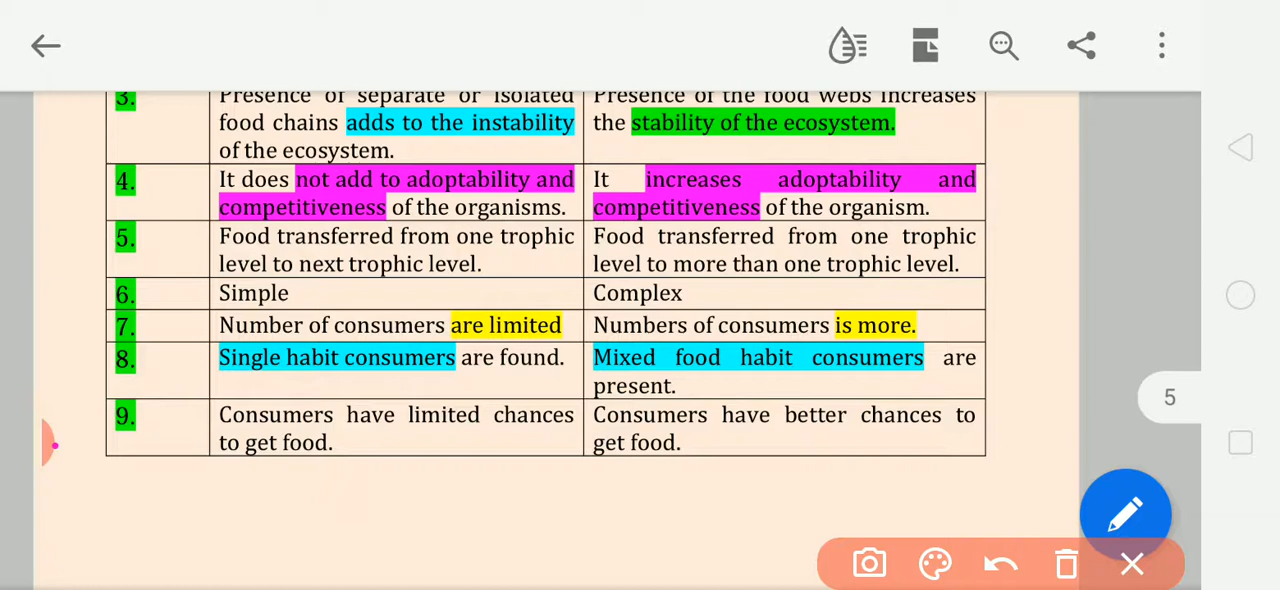 3.
Presence of separate or isolated
food chains adds to the instability
of the ecosystem.
Presence of the food webs increases
the stability of the ecosystem.
4.
It does not add to adoptability and
competitiveness of the organisms.
It increases adoptability and
competitiveness of the organism.
5.
Food transferred from one trophic
level to next trophic level.
Food transferred from one trophic
level to more than one trophic level.
6.
Simple
Complex
7.
Number of consumers are limited
Numbers of consumers is more.
8.
Single habit consumers are found.
Mixed food habit consumers are
present.
9.
Consumers have limited chances
to get food.
Consumers have better chances to
get food.
5